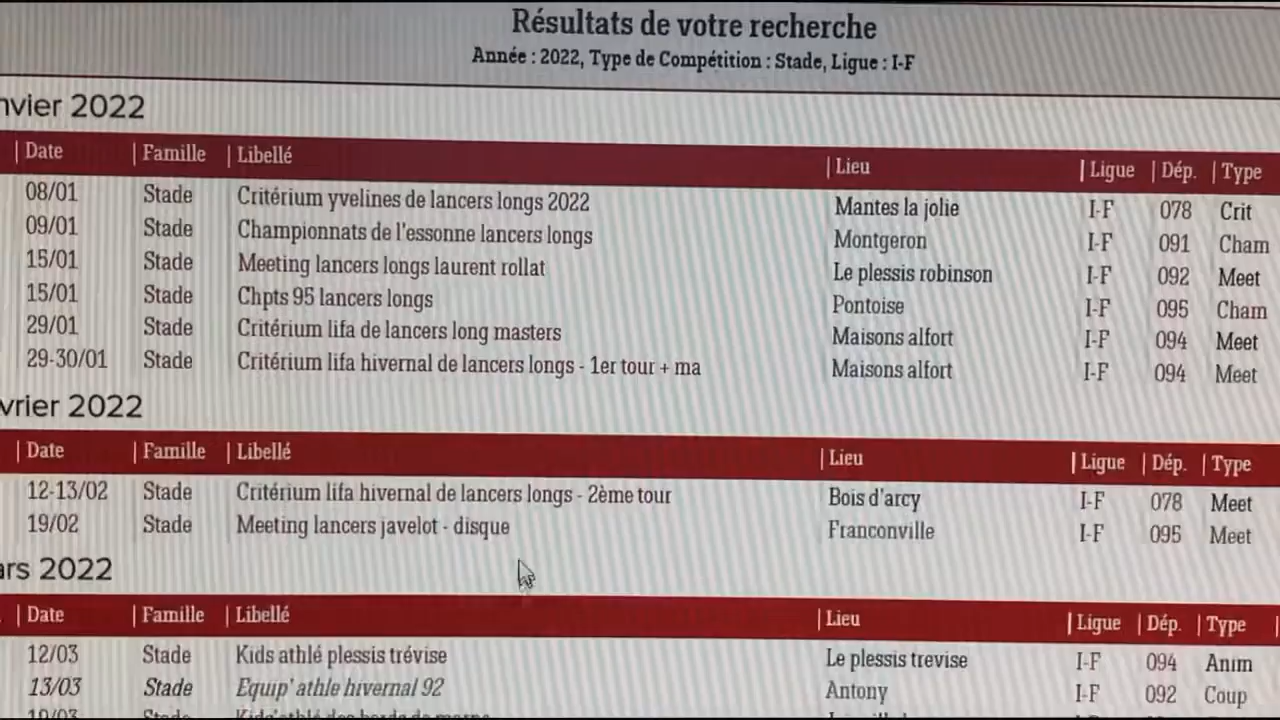 Résultats de votre recherche
Année : 2022, Type de Compétition : Stade, Ligue : I-F
nvier 2022
| Date | Famille | Libellé | Lieu | Ligue | Dép. | Type
08/01 Stade Critérium yvelines de lancers longs 2022 Mantes la jolie I-F 078 Crit
09/01 Stade Championnats de l'essonne lancers longs Montgeron I-F 091 Cham
15/01 Stade Meeting lancers longs laurent rollat Le plessis robinson I-F 092 Meet
15/01 Stade Chpts 95 lancers longs Pontoise I-F 095 Cham
29/01 Stade Critérium lifa de lancers long masters Maisons alfort I-F 094 Meet
29-30/01 Stade Critérium lifa hivernal de lancers longs - 1er tour + ma Maisons alfort I-F 094 Meet
vrier 2022
| Date | Famille | Libellé | Lieu | Ligue | Dép. | Type
12-13/02 Stade Critérium lifa hivernal de lancers longs - 2ème tour Bois d'arcy I-F 078 Meet
19/02 Stade Meeting lancers javelot - disque Franconville I-F 095 Meet
ars 2022
| Date | Famille | Libellé | Lieu | Ligue | Dép. | Type |
12/03 Stade Kids athlé plessis trévise Le plessis trevise I-F 094 Anim
13/03 Stade Equip' athle hivernal 92 Antony I-F 092 Coup